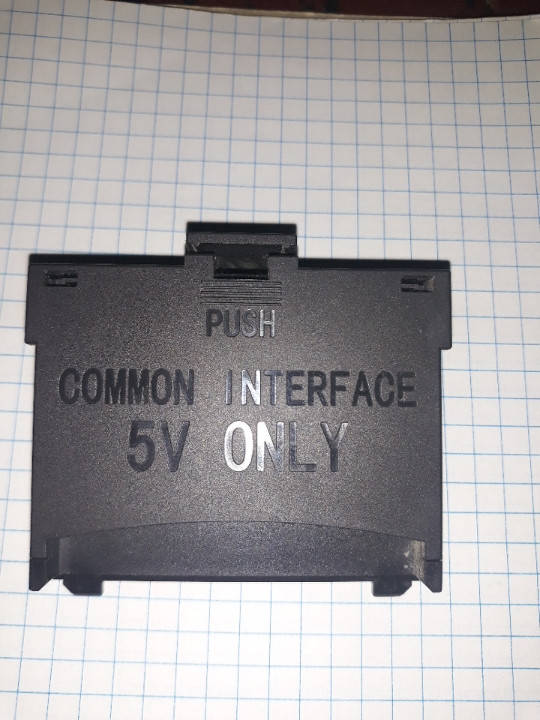 PUSH
COMMON INTERFACE
5V ONLY